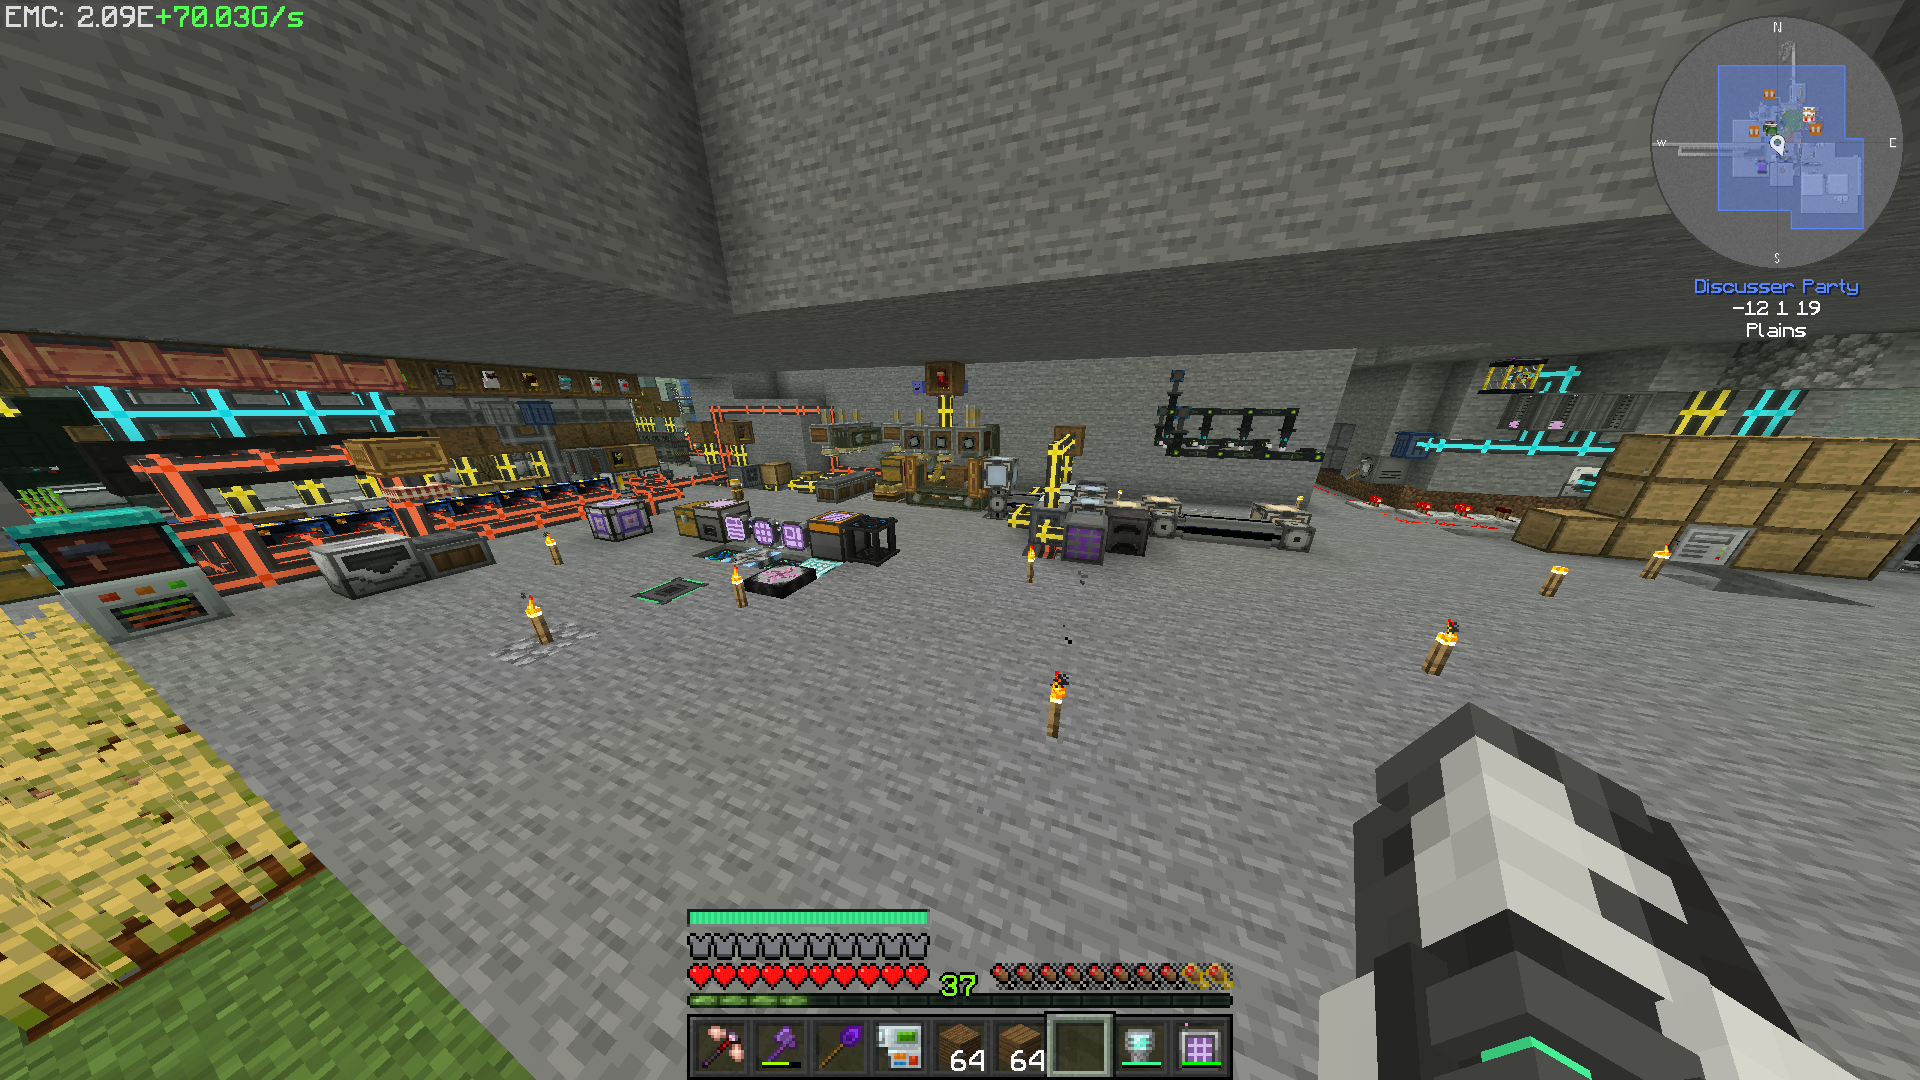 EMC: 2.09E+70.03G/s
N
W
E
S
Discusser Party
-12 1 19
Plains
37
64
64